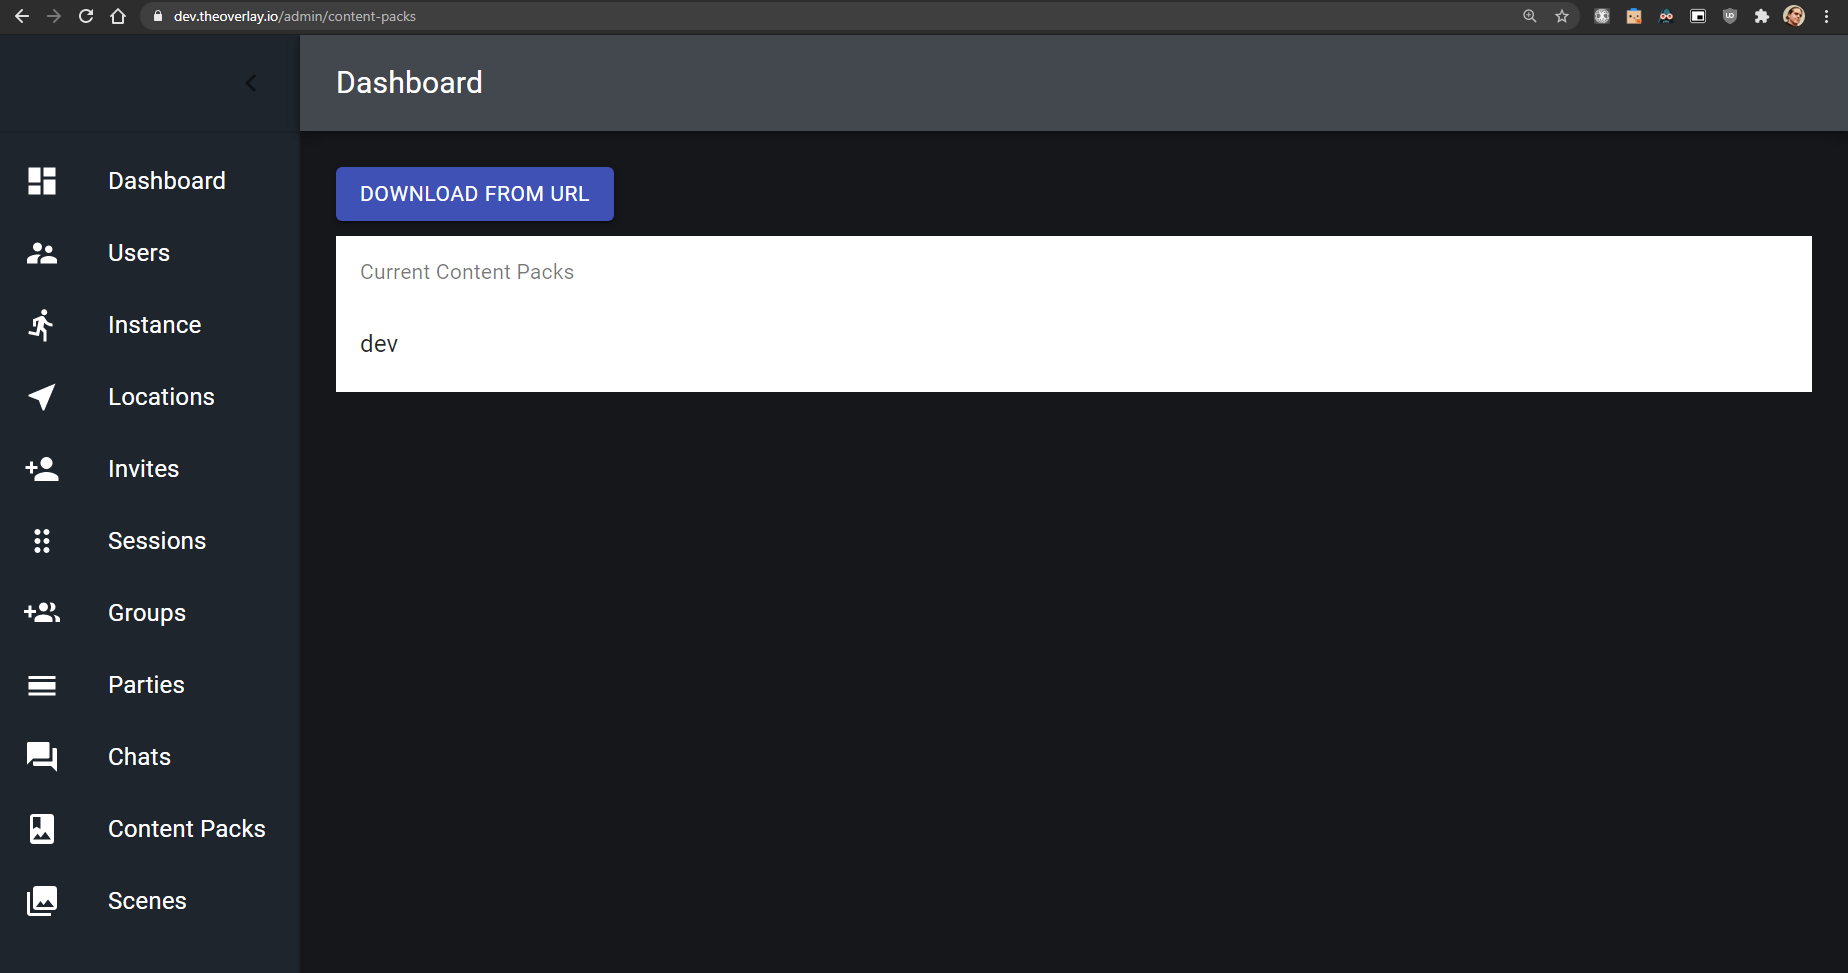 dev.theoverlay.io/admin/content-packs
Dashboard
Dashboard
Users
Instance
Locations
Invites
Sessions
Groups
Parties
Chats
Content Packs
Scenes
DOWNLOAD FROM URL
Current Content Packs
dev